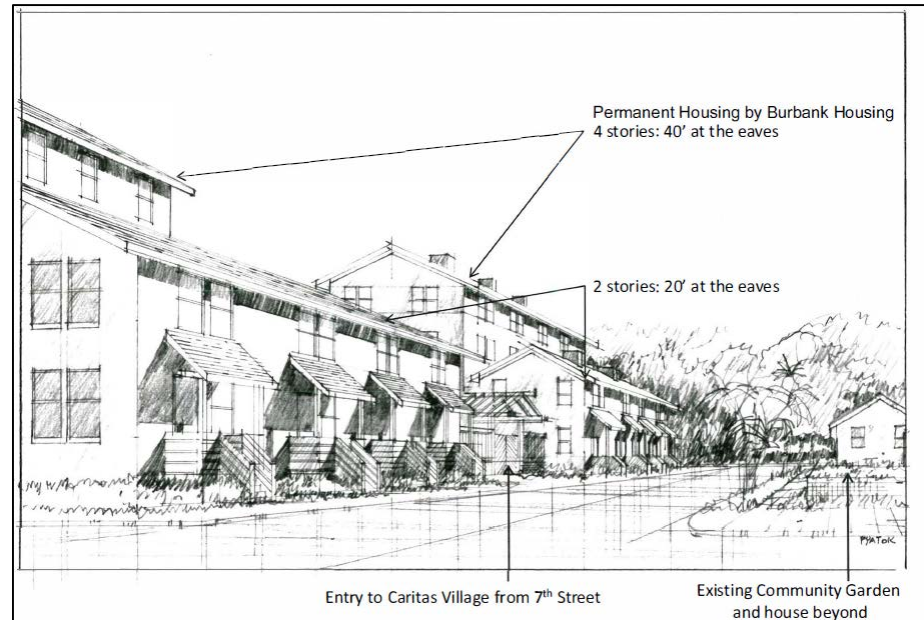 Permanent Housing by Burbank Housing
4 stories: 40' at the eaves
2 stories: 20' at the eaves
PYATOK
Entry to Caritas Village from 7th Street
Existing Community Garden
and house beyond